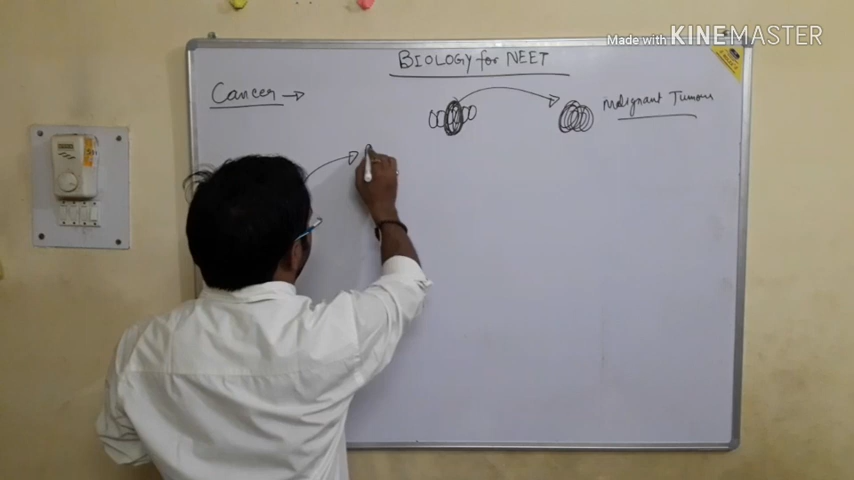 Made with KINEMASTER
BIOLOGY for NEET
Cancer →
Malignant Tumour